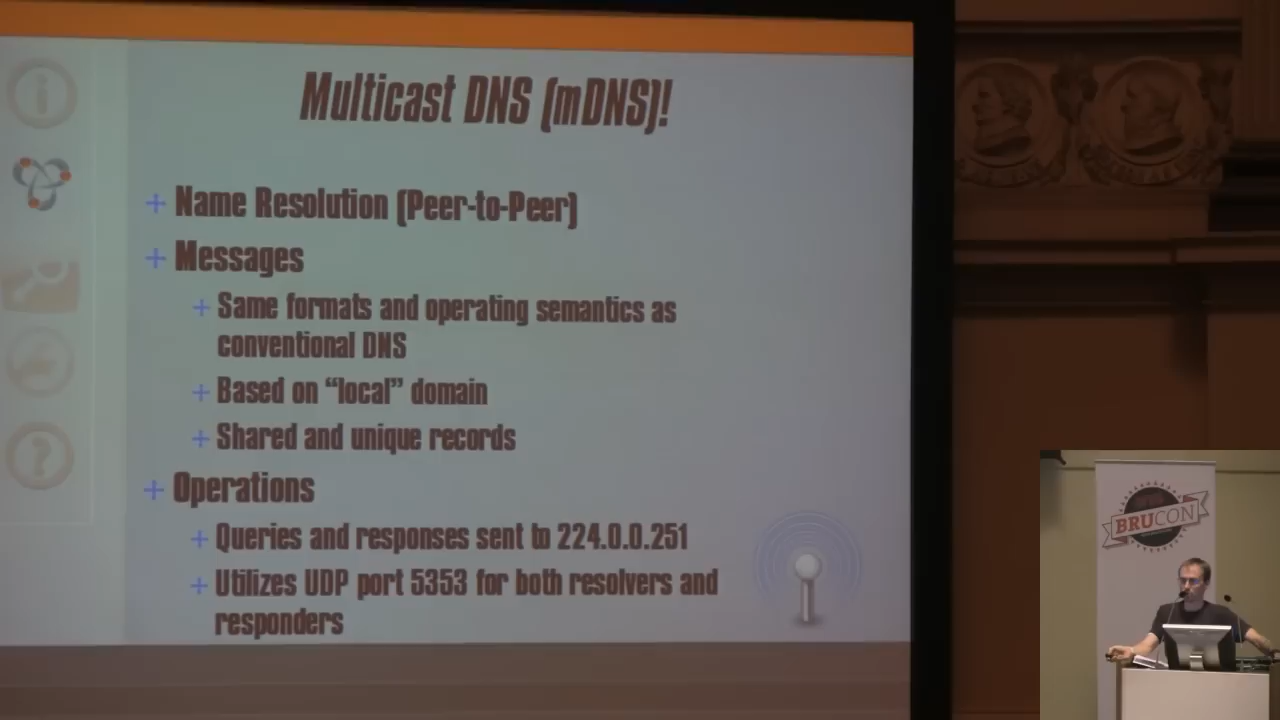 Multicast DNS (mDNS)!
+ Name Resolution (Peer-to-Peer)
+ Messages
+ Same formats and operating semantics as
conventional DNS
+ Based on “local” domain
+ Shared and unique records
+ Operations
+ Queries and responses sent to 224.0.0.251
+ Utilizes UDP port 5353 for both resolvers and
responders
BRUCON